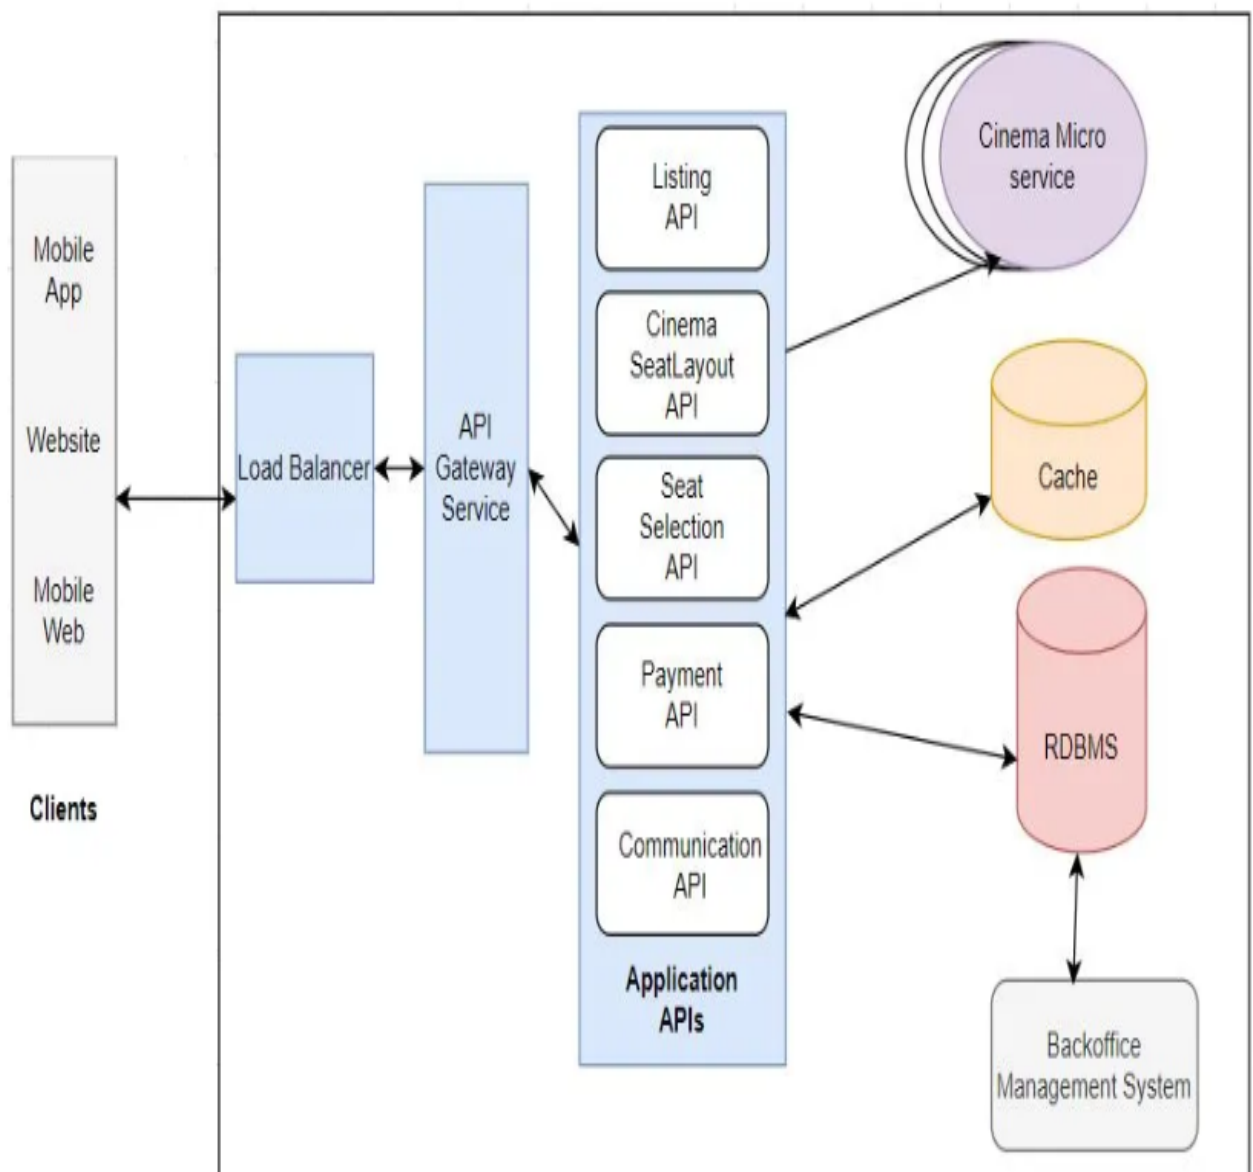 Mobile
App
Website
Mobile
Web
Clients
Load Balancer
API
Gateway
Service
Listing
API
Cinema
SeatLayout
API
Seat
Selection
API
Payment
API
Communication
API
Application
APIs
Cinema Micro
service
Cache
RDBMS
Backoffice
Management System